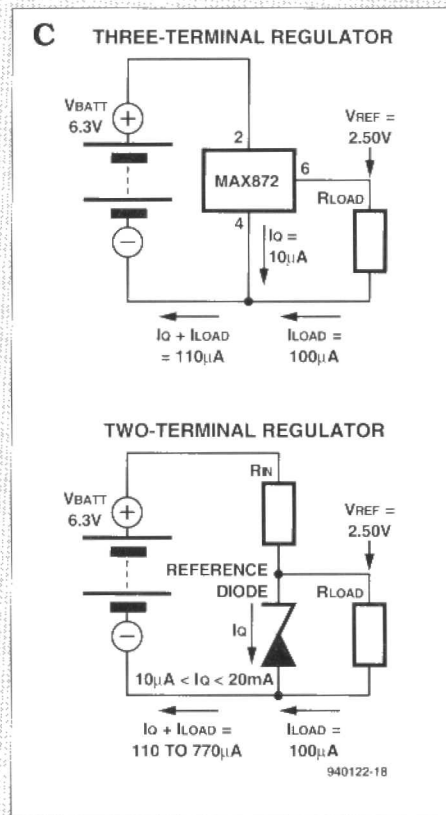 C THREE-TERMINAL REGULATOR
VBATT
6.3V
+
2
MAX872
6
VREF =
2.50V
RLOAD
4
IQ =
10µA
−
IQ + ILOAD
= 110µA
ILOAD =
100µA
TWO-TERMINAL REGULATOR
RIN
VBATT
6.3V
+
VREF =
2.50V
REFERENCE
DIODE
RLOAD
IQ
−
10µA < IQ < 20mA
IQ + ILOAD =
110 TO 770µA
ILOAD =
100µA
940122-18